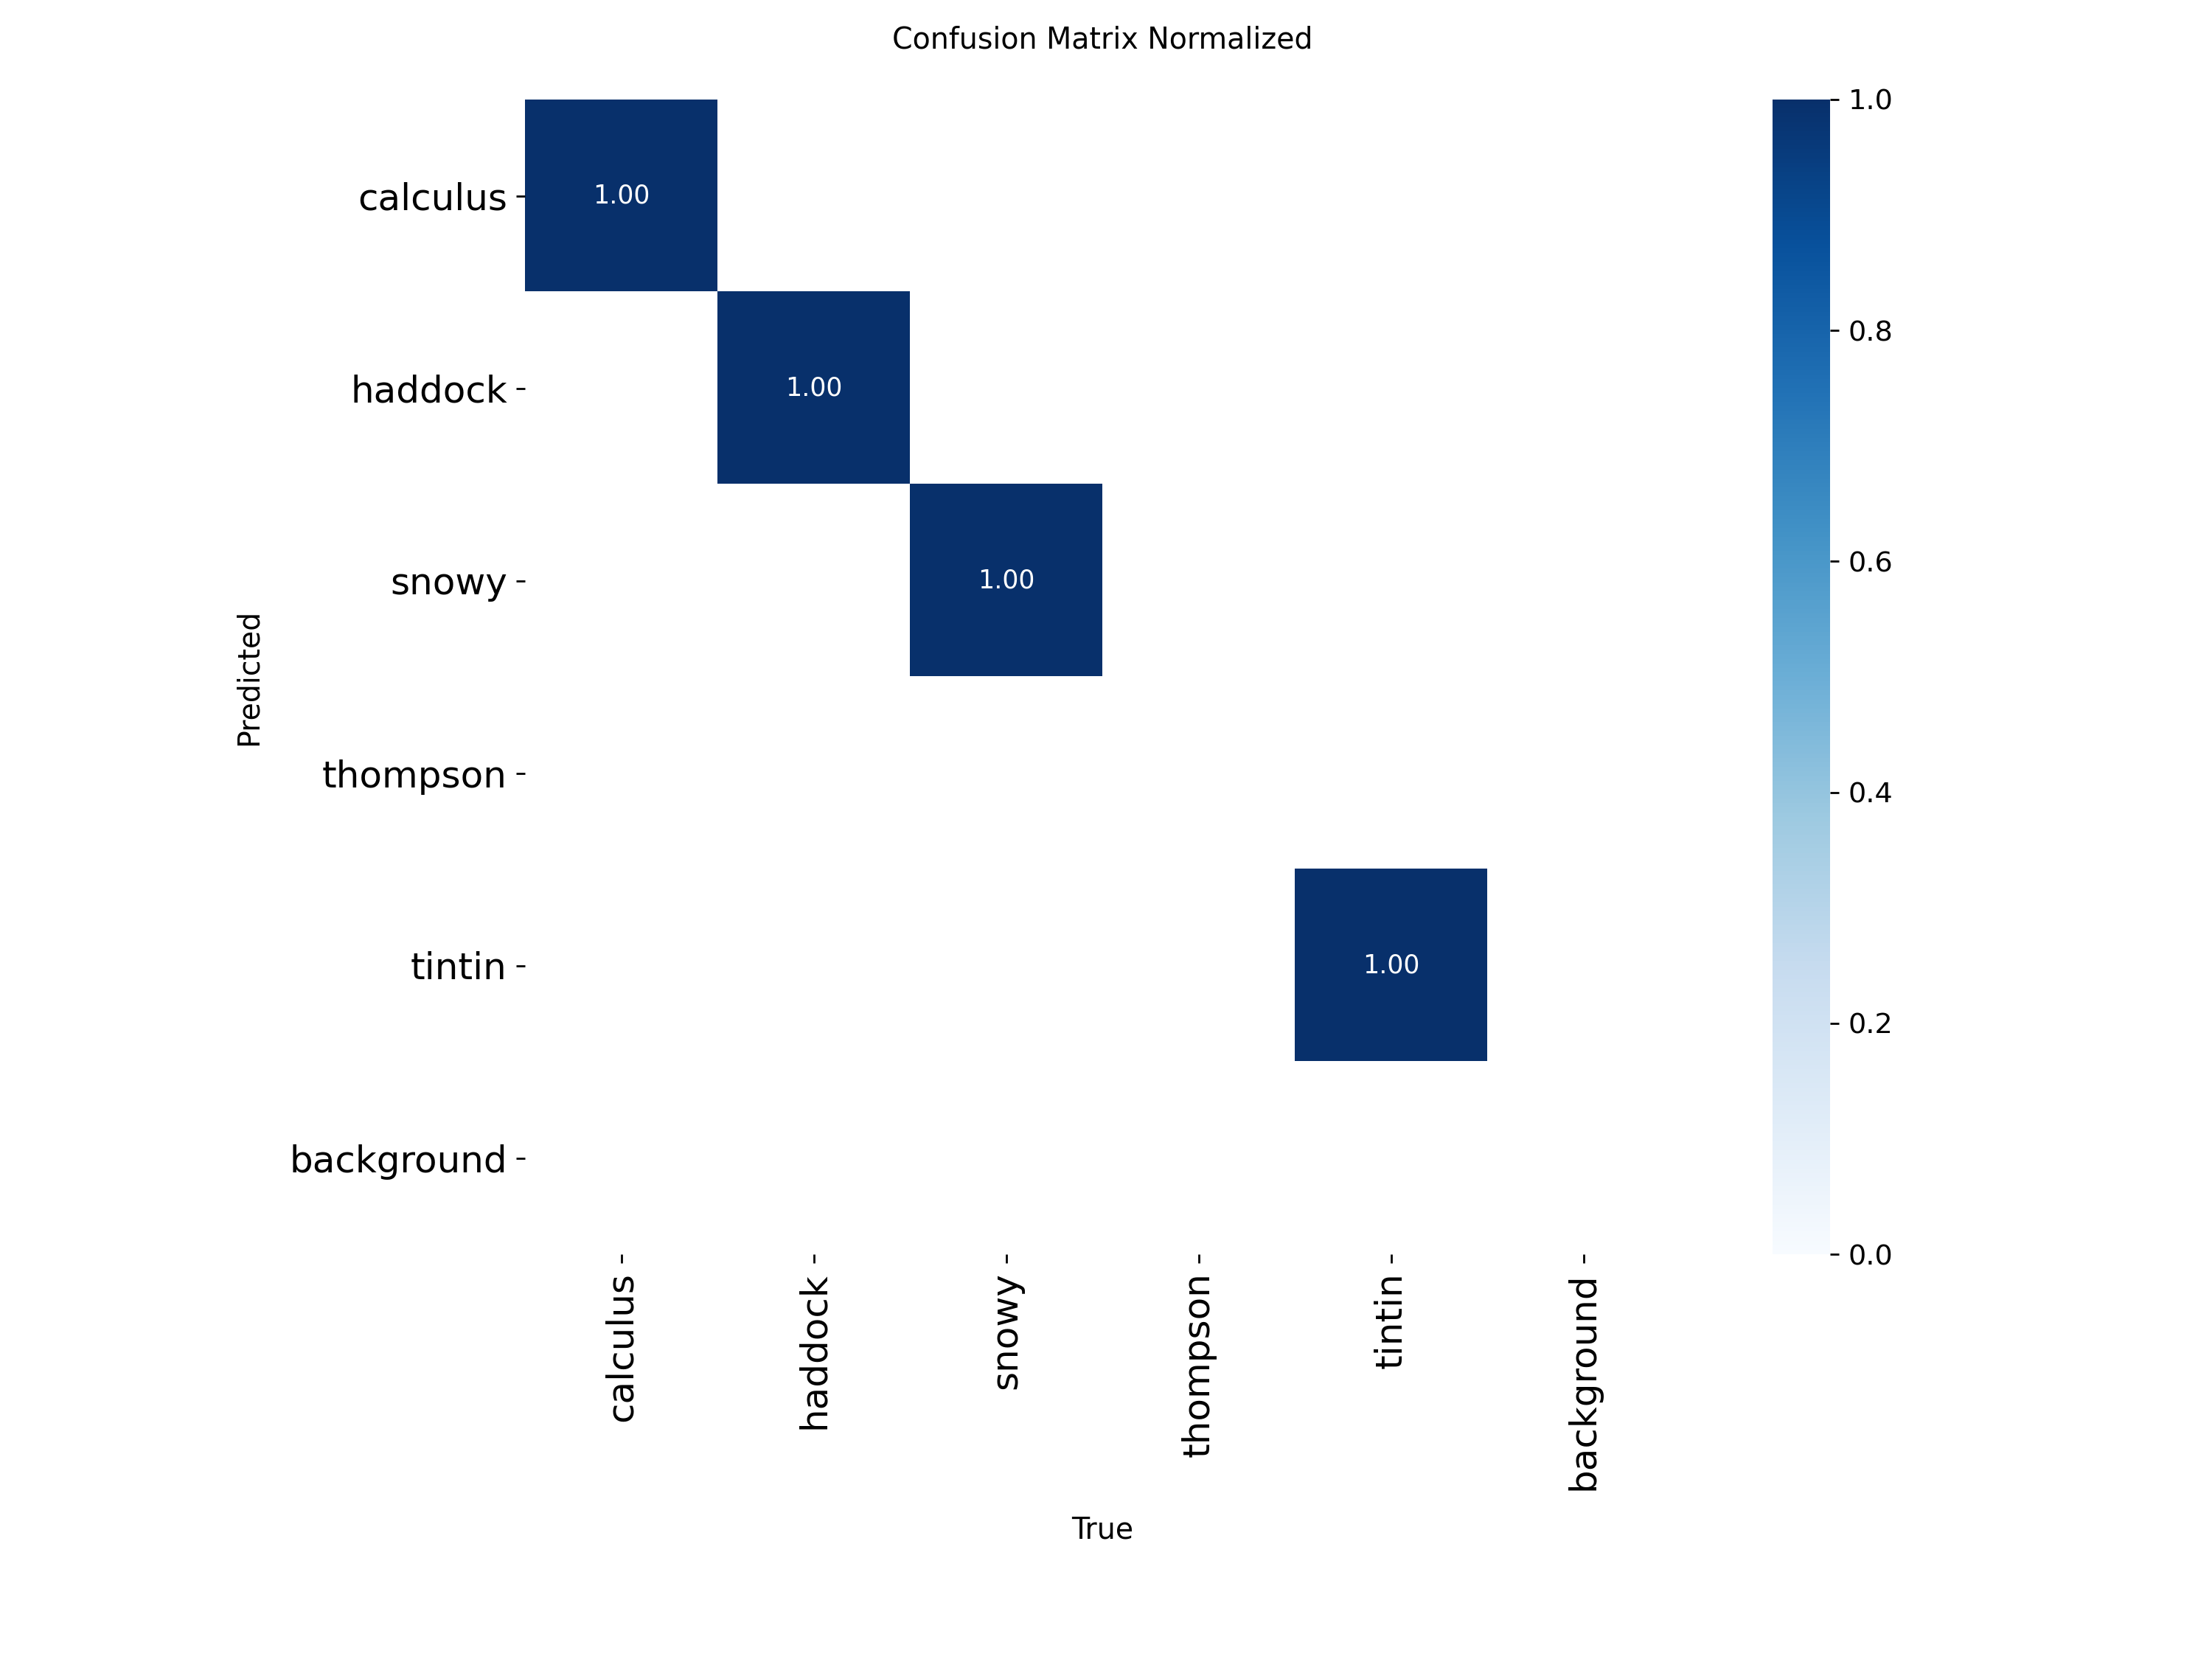 Confusion Matrix Normalized
Predicted
calculus
haddock
snowy
thompson
tintin
background
1.00
1.00
1.00
1.00
calculus
haddock
snowy
thompson
tintin
background
True
1.0
0.8
0.6
0.4
0.2
0.0